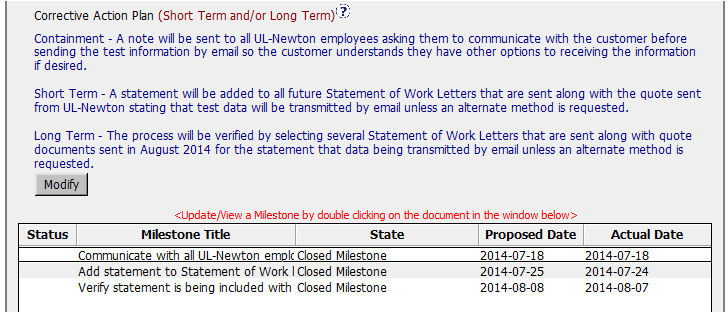 Corrective Action Plan (Short Term and/or Long Term) ?
Containment - A note will be sent to all UL-Newton employees asking them to communicate with the customer before
sending the test information by email so the customer understands they have other options to receiving the information
if desired.
Short Term - A statement will be added to all future Statement of Work Letters that are sent along with the quote sent
from UL-Newton stating that test data will be transmitted by email unless an alternate method is requested.
Long Term - The process will be verified by selecting several Statement of Work Letters that are sent along with quote
documents sent in August 2014 for the statement that data being transmitted by email unless an alternate method is
requested.
Modify
<Update/View a Milestone by double clicking on the document in the window below>
Status Milestone Title State Proposed Date Actual Date
Communicate with all UL-Newton emplo Closed Milestone 2014-07-18 2014-07-18
Add statement to Statement of Work l Closed Milestone 2014-07-25 2014-07-24
Verify statement is being included with Closed Milestone 2014-08-08 2014-08-07